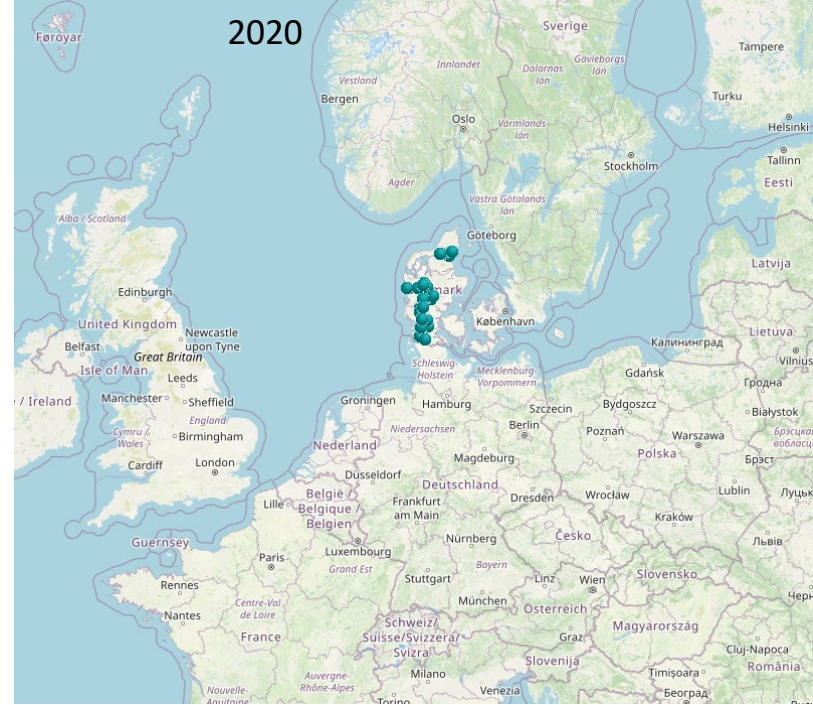 2020
Føroyar
Sverige
Tampere
Innlandet
Gävleborgs
län
Dalarnas
län
Vestland
Bergen
Turku
Oslo
Värmlands
län
Helsinki
Stockholm
Tallinn
Eesti
Agder
Västra Götalands
län
Alba / Scotland
Göteborg
Latvija
mark
Edinburgh
København
United Kingdom
Newcastle
upon Tyne
Lietuva
Belfast
Great Britain
Калининград
Vilnius
Isle of Man
Schleswig-
Holstein
Mecklenburg-
Vorpommern
Gdańsk
Leeds
Гродна
Manchester
Sheffield
/ Ireland
Groningen
Hamburg
Szczecin
Bydgoszcz
Białystok
England
Cymru /
Wales
Birmingham
Niedersachsen
Berlin
Poznań
Warszawa
Nederland
Polska
Брэст
Cardiff
London
Magdeburg
Düsseldorf
Deutschland
Lille
België /
Belgique /
Belgien
Frankfurt
am Main
Dresden
Wrocław
Lublin
Kraków
Guernsey
Luxembourg
Nürnberg
Česko
Львів
Paris
Grand Est
Bayern
Rennes
Stuttgart
Linz
Wien
Slovensko
München
Centre-Val
de Loire
Österreich
Nantes
Schweiz/
Suisse/Svizzera/
Svizra
Magyarország
France
Graz
Cluj-Napoca
Slovenija
România
Auvergne-
Rhône-Alpes
Milano
Timișoara
Nouvelle-
Aquitaine
Venezia
Београд
Torino